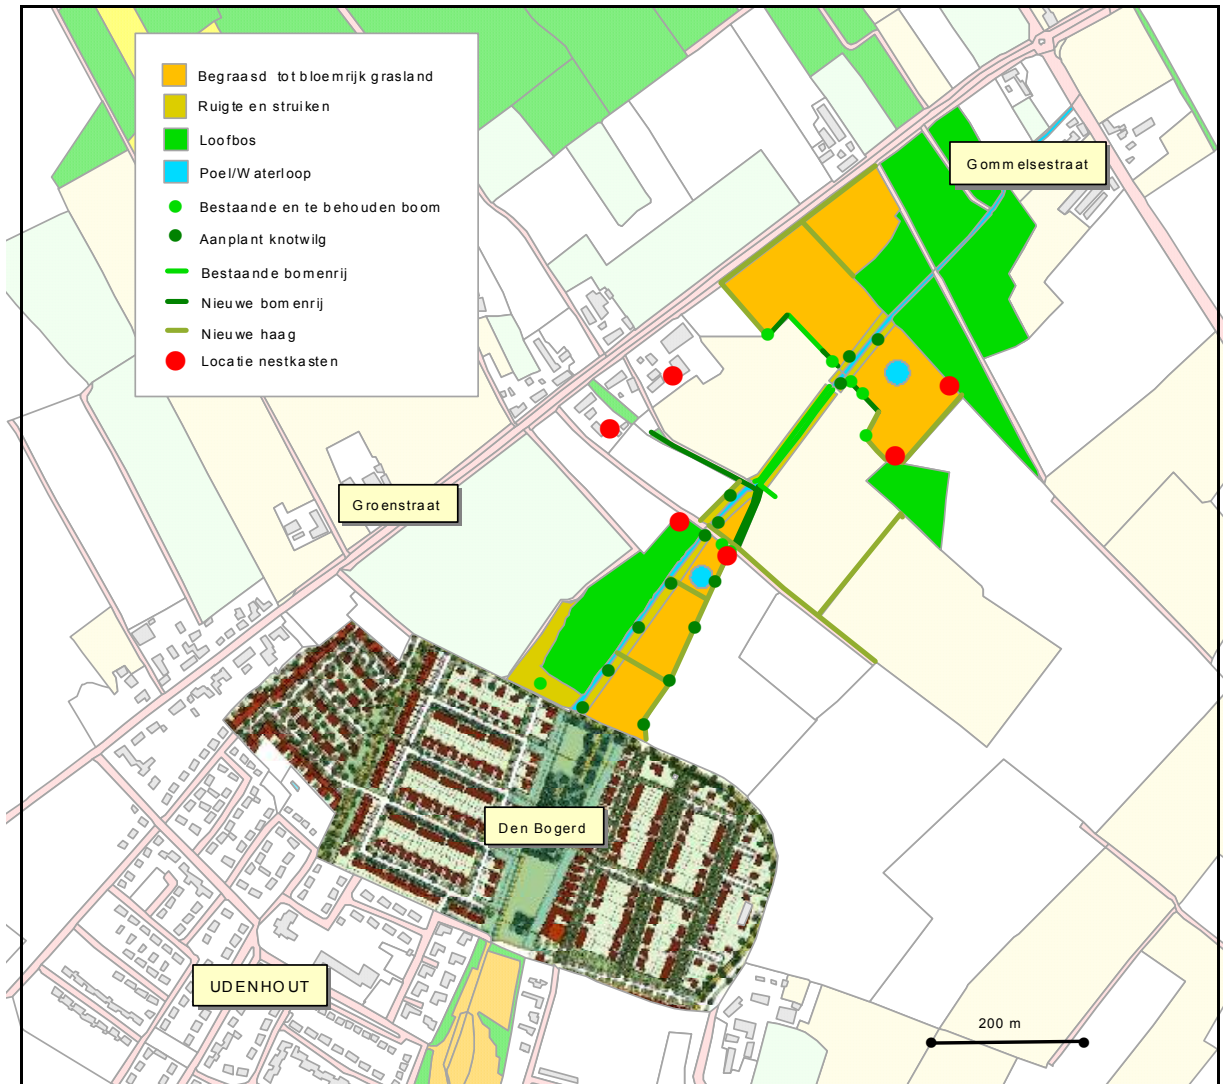 Begraasd tot bloemrijk grasland
Ruigte en struiken
Loofbos
Poel/Waterloop
Bestaande en te behouden boom
Aanplant knotwilg
Bestaande bomenrij
Nieuwe bomenrij
Nieuwe haag
Locatie nestkasten
Gommelsestraat
Groenstraat
Den Bogerd
UDENHOUT
200 m